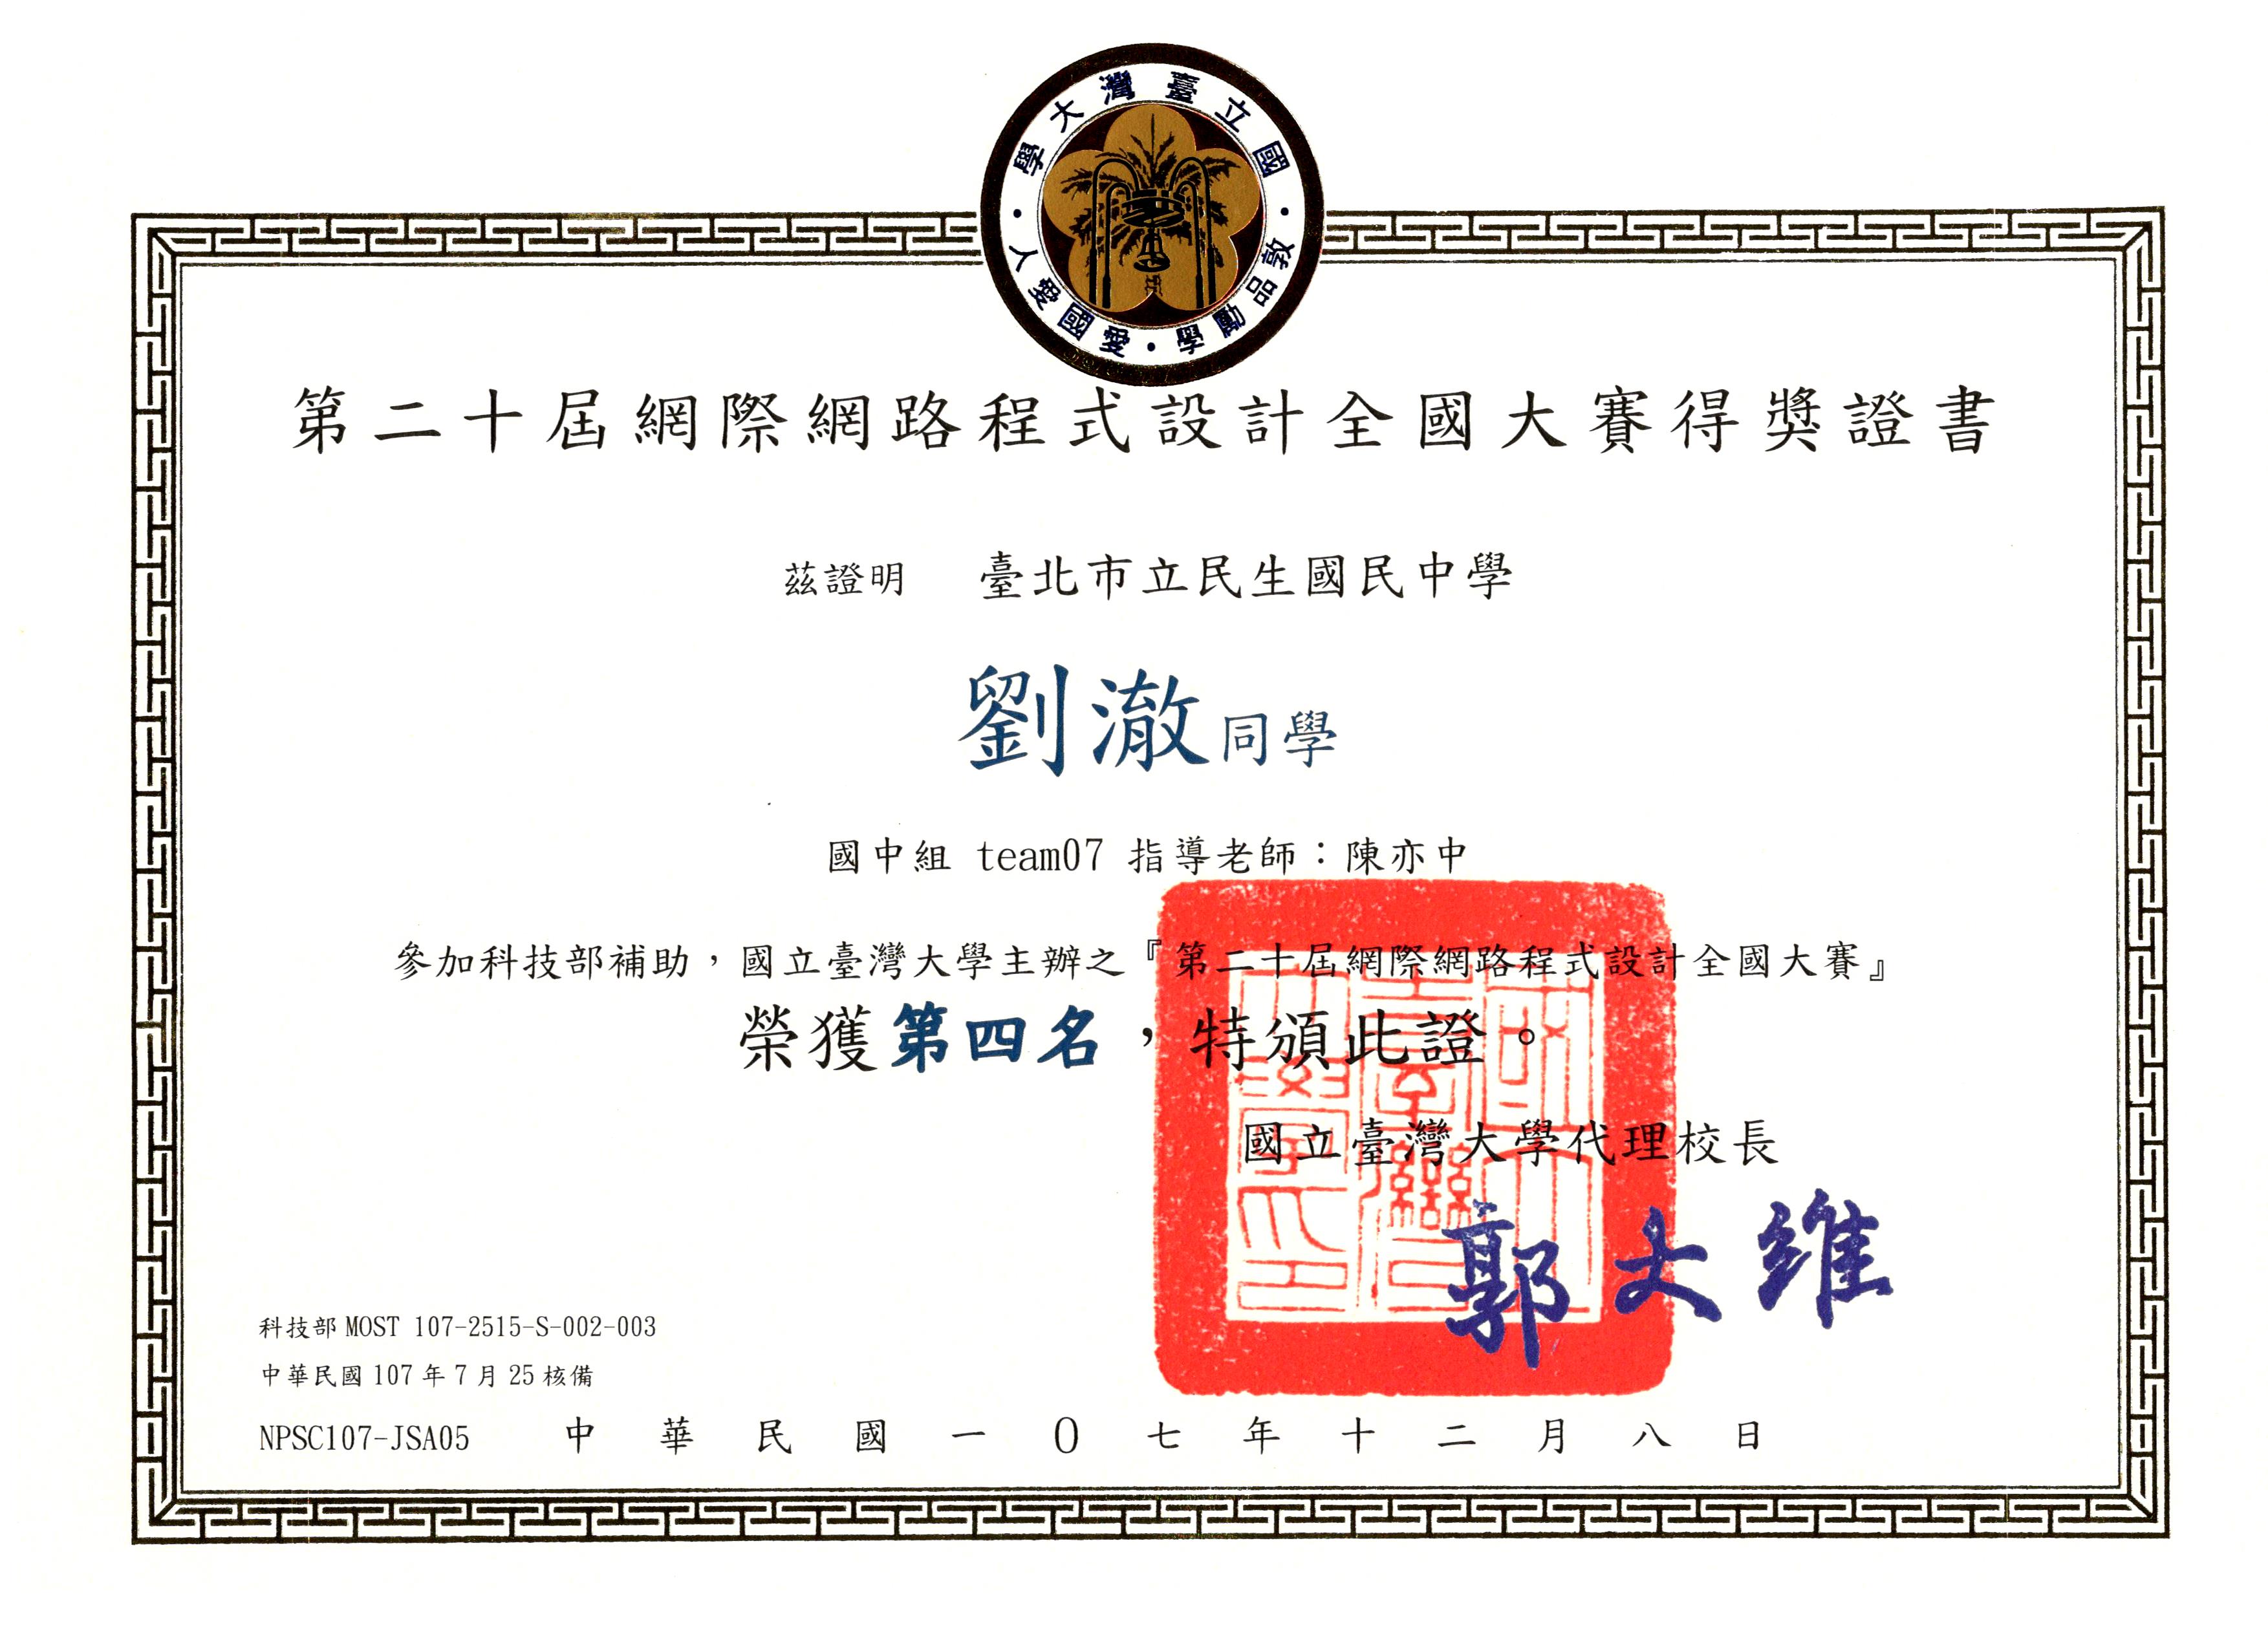 國立臺灣大學
敦品勵學・愛國愛人
第二十屆網際網路程式設計全國大賽得獎證書
茲證明 臺北市立民生國民中學
劉澈同學
國中組 team07 指導老師：陳亦中
參加科技部補助，國立臺灣大學主辦之『第二十屆網際網路程式設計全國大賽』
榮獲第四名，特頒此證。
國立臺灣大學代理校長
郭大維
國立臺灣大學印
科技部 MOST 107-2515-S-002-003
中華民國 107 年 7 月 25 核備
NPSC107-JSA05 中華民國一〇七年十二月八日